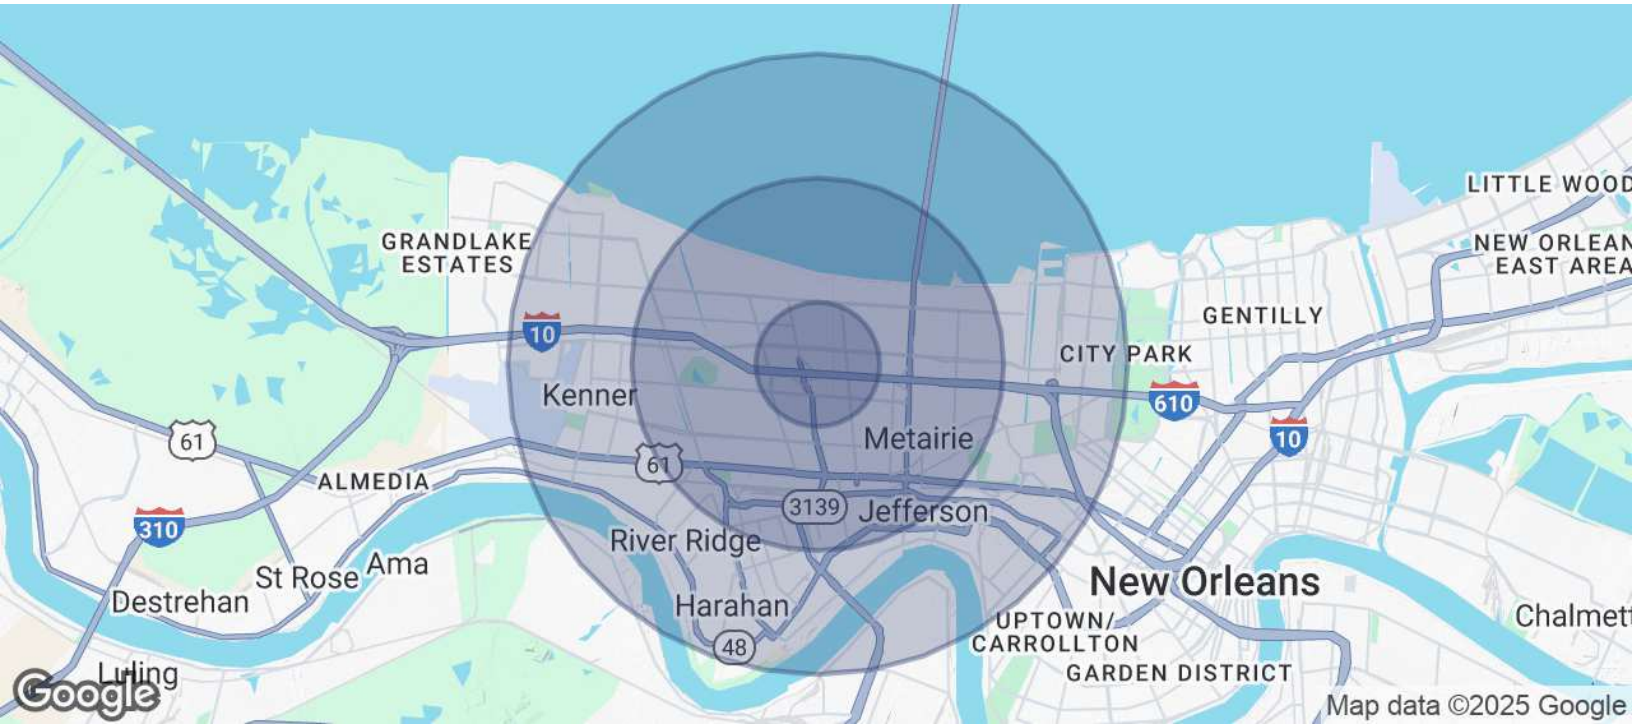 LITTLE WOOD
GRANDLAKE
ESTATES
NEW ORLEAN
EAST AREA
GENTILLY
10
CITY PARK
Kenner
610
61
Metairie
10
61
ALMEDIA
3139
Jefferson
310
River Ridge
Ama
St Rose
New Orleans
Destrehan
Harahan
Chalmet
UPTOWN/
CARROLLTON
48
Luling
GARDEN DISTRICT
Google
Map data ©2025 Google